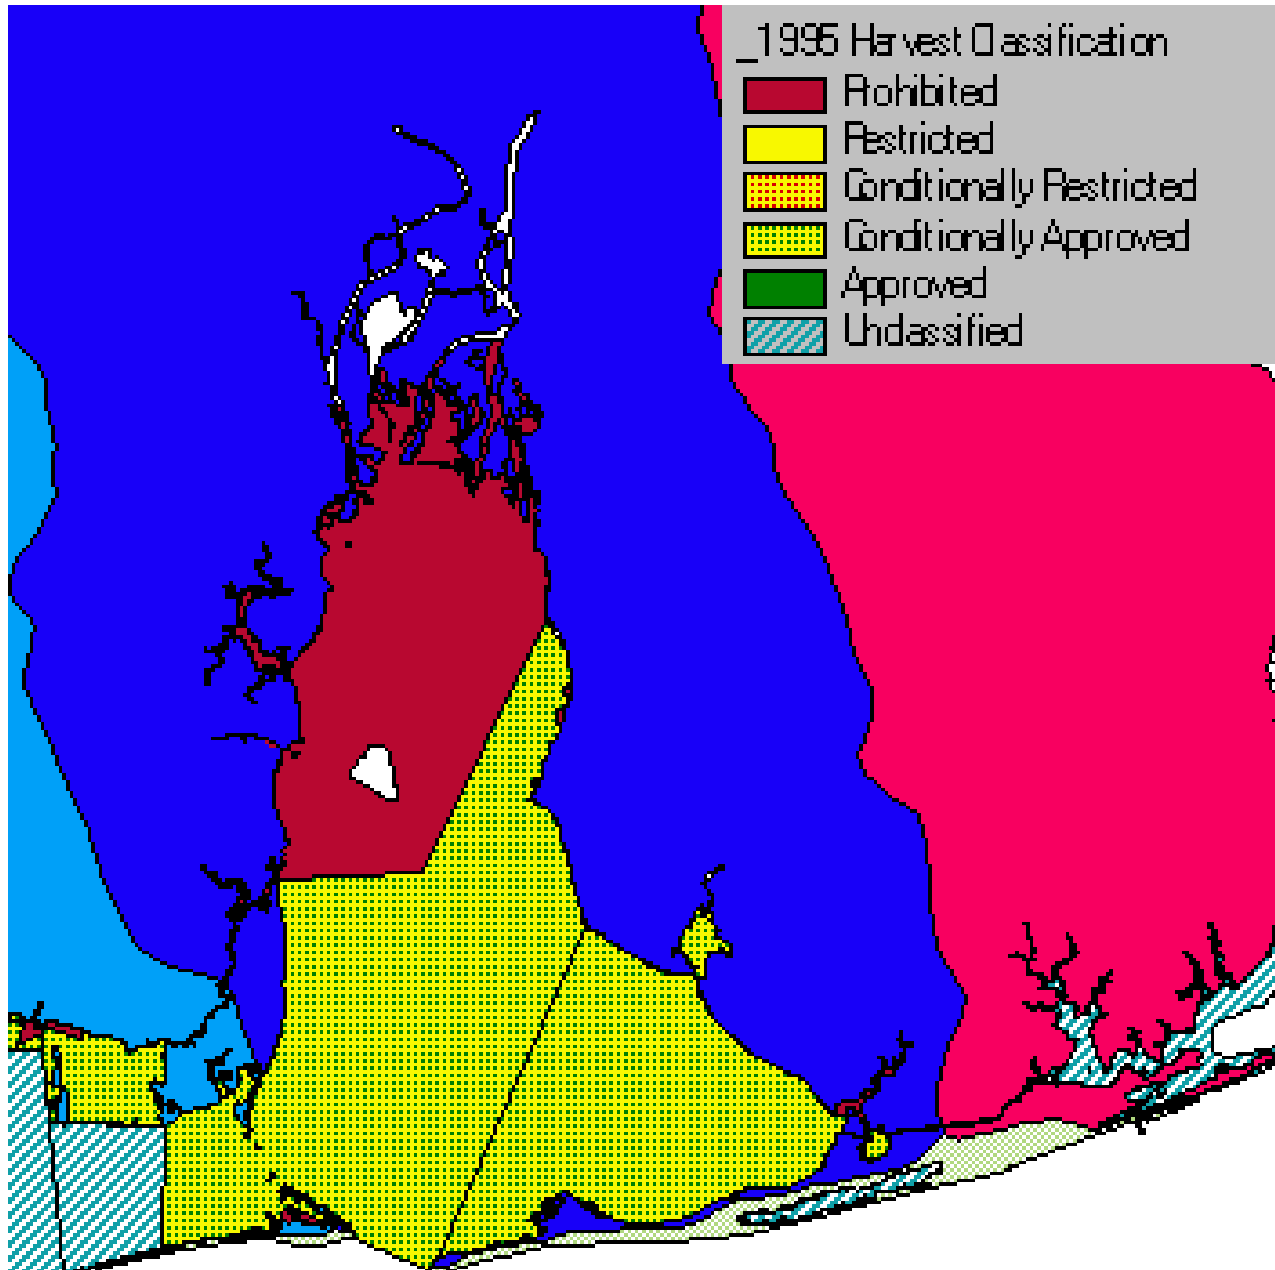 _1995 Harvest Classification
Prohibited
Restricted
Conditionally Restricted
Conditionally Approved
Approved
Unclassified